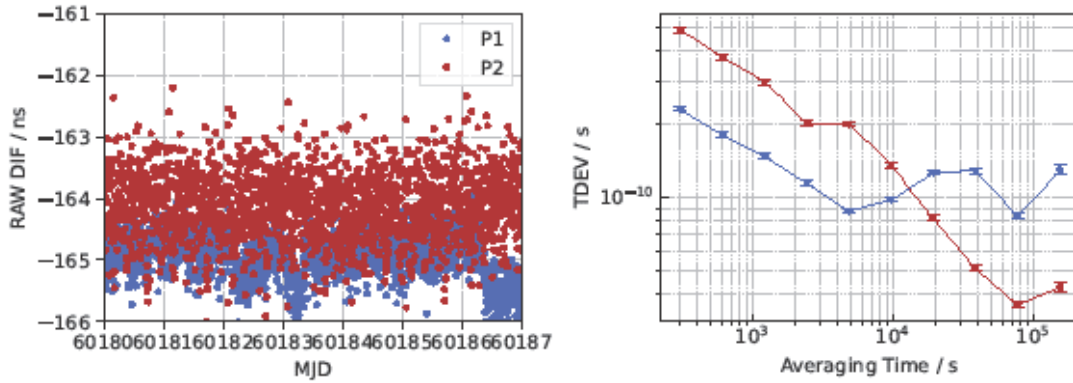 −161
−162
−163
−164
−165
−166
RAW DIF / ns
P1
P2
60180 60181 60182 60183 60184 60185 60186 60187
MJD
TDEV / s
10⁻¹⁰
10³ 10⁴ 10⁵
Averaging Time / s